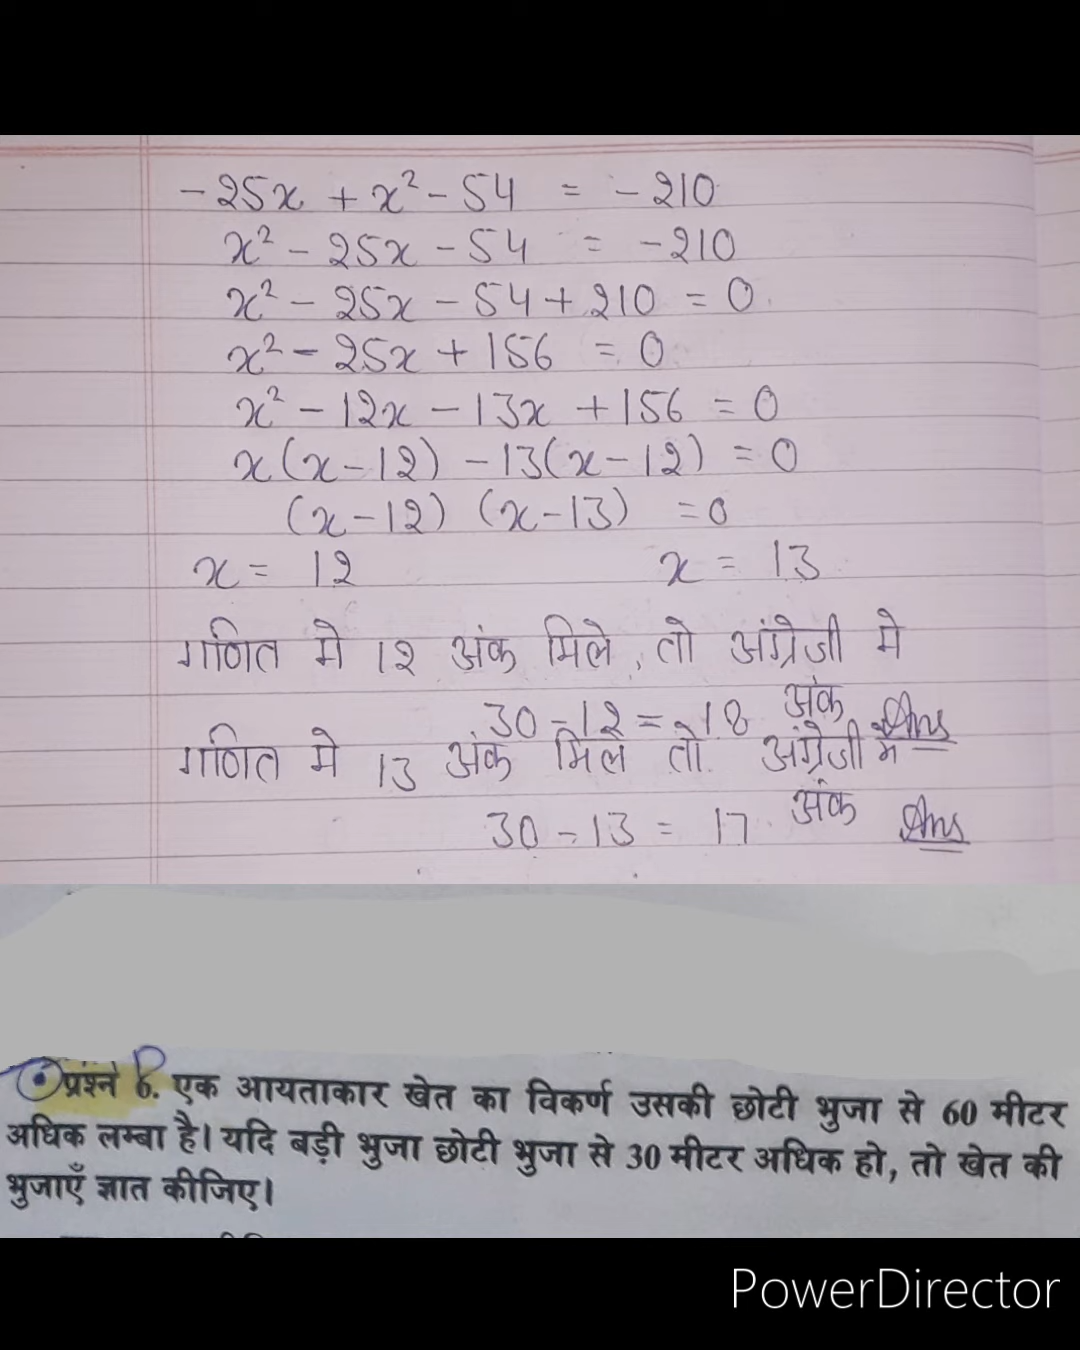 - 25x + x² - 54 = - 210
x² - 25x - 54 = -210
x² - 25x - 54 + 210 = 0
x² - 25x + 156 = 0
x² - 12x - 13x + 156 = 0
x(x-12) -13(x-12) = 0
(x-12) (x-13) = 0
x = 12 x = 13
गणित मे 12 अंक मिले, तो अंग्रेजी मे
30 - 12 = 18 अंक Ans
गणित मे 13 अंक मिले तो अंग्रेजी मे
30 - 13 = 17 अंक Ans
प्रश्न 6. एक आयताकार खेत का विकर्ण उसकी छोटी भुजा से 60 मीटर
अधिक लम्बा है। यदि बड़ी भुजा छोटी भुजा से 30 मीटर अधिक हो, तो खेत की
भुजाएँ ज्ञात कीजिए।
PowerDirector